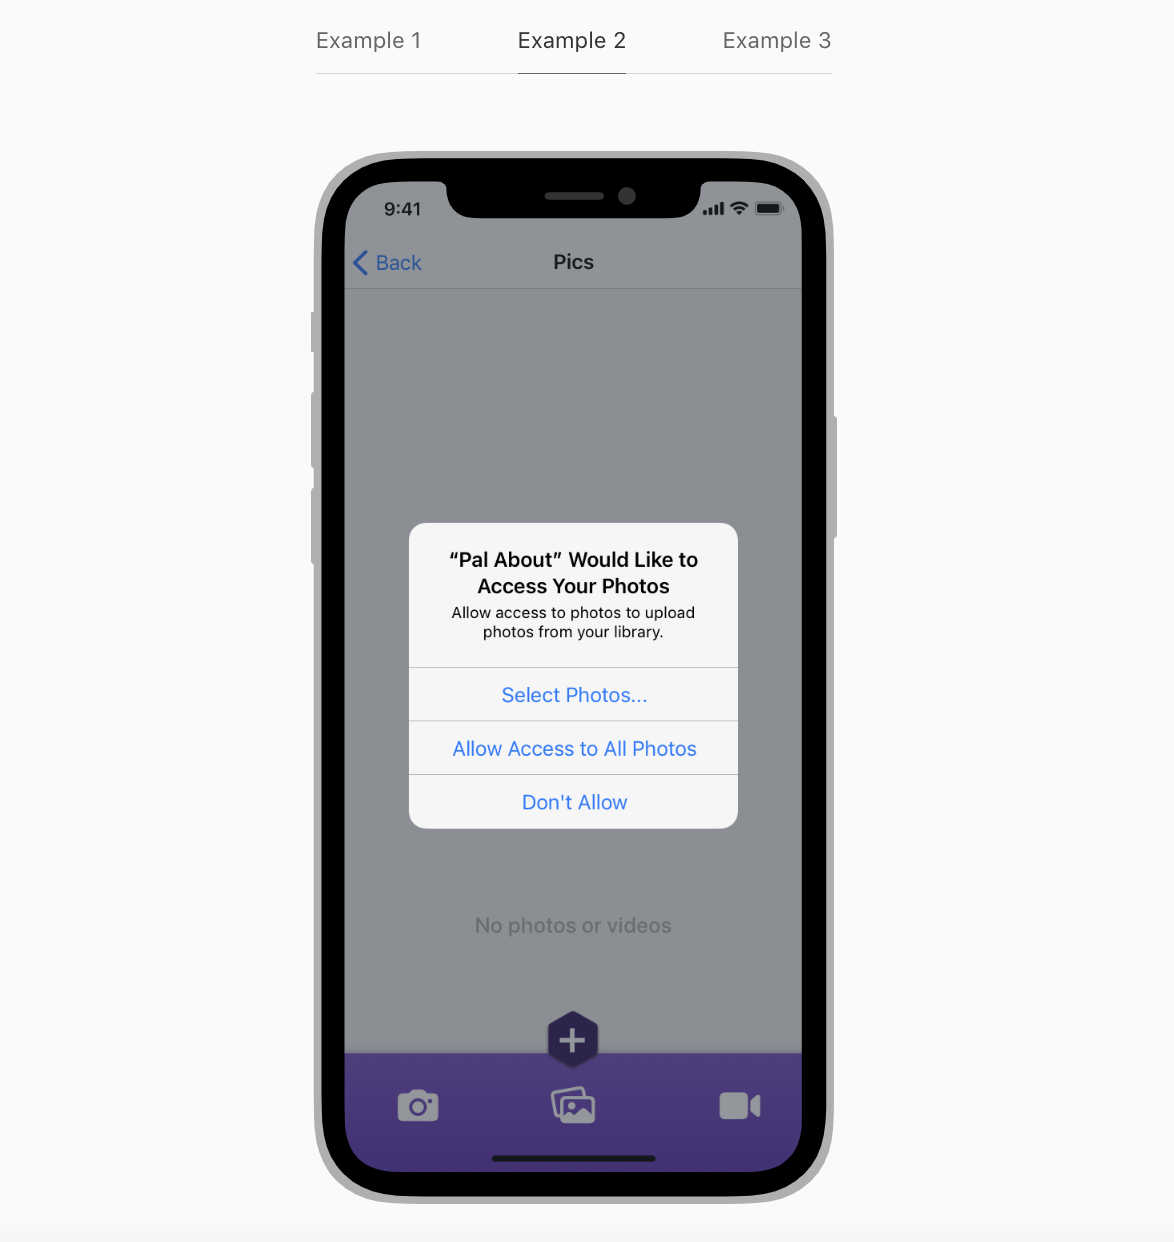 Example 1 Example 2 Example 3
9:41
Back Pics
“Pal About” Would Like to
Access Your Photos
Allow access to photos to upload
photos from your library.
Select Photos...
Allow Access to All Photos
Don't Allow
No photos or videos